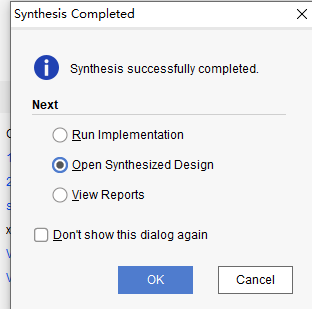 Synthesis Completed
Synthesis successfully completed.
Next
Run Implementation
Open Synthesized Design
View Reports
Don't show this dialog again
OK
Cancel